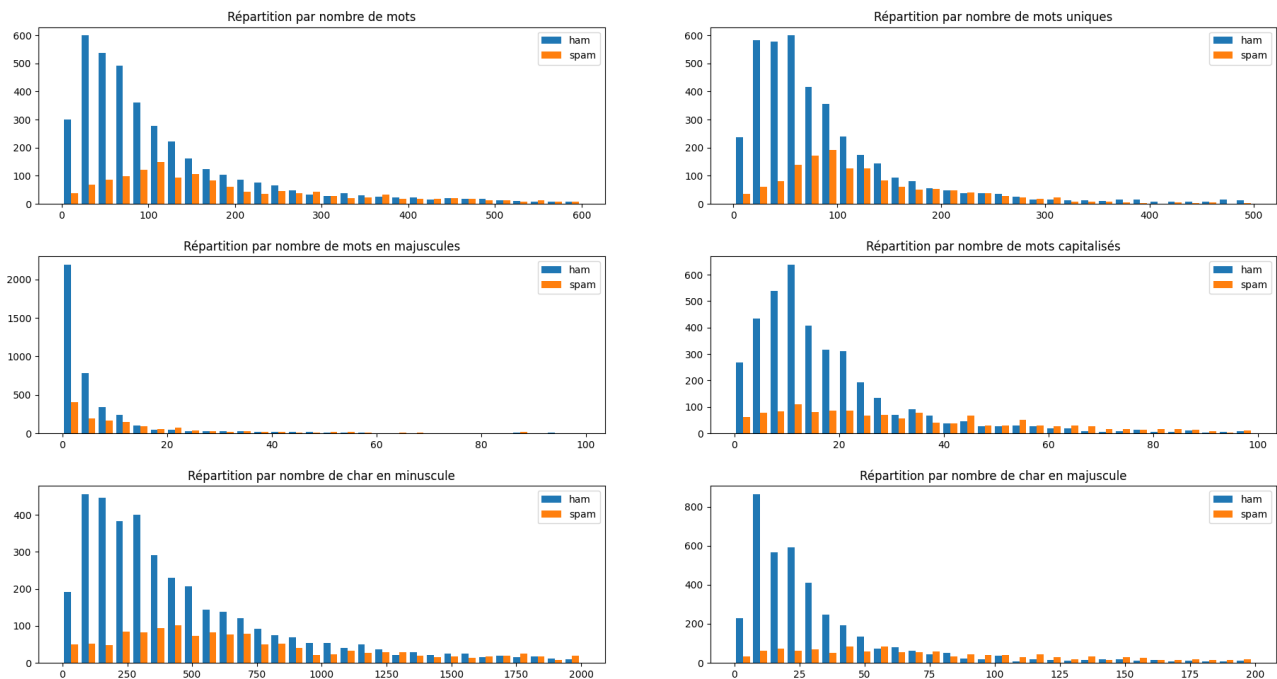 Répartition par nombre de mots
600
500
400
300
200
100
0
0 100 200 300 400 500 600
ham
spam
Répartition par nombre de mots uniques
600
500
400
300
200
100
0
0 100 200 300 400 500
ham
spam
Répartition par nombre de mots en majuscules
2000
1500
1000
500
0
0 20 40 60 80 100
ham
spam
Répartition par nombre de mots capitalisés
600
500
400
300
200
100
0
0 20 40 60 80 100
ham
spam
Répartition par nombre de char en minuscule
400
300
200
100
0
0 250 500 750 1000 1250 1500 1750 2000
ham
spam
Répartition par nombre de char en majuscule
800
600
400
200
0
0 25 50 75 100 125 150 175 200
ham
spam